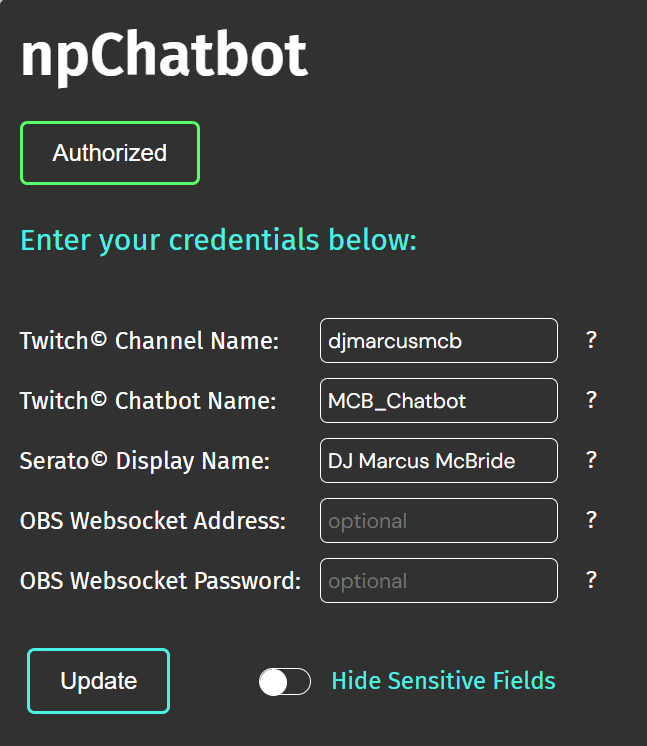 npChatbot
Authorized
Enter your credentials below:
Twitch© Channel Name: djmarcusmcb ?
Twitch© Chatbot Name: MCB_Chatbot ?
Serato© Display Name: DJ Marcus McBride ?
OBS Websocket Address: optional ?
OBS Websocket Password: optional ?
Update Hide Sensitive Fields